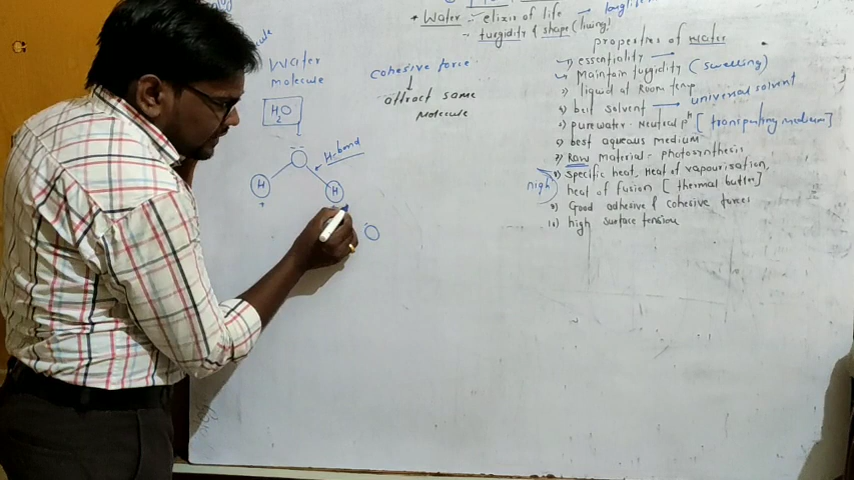 * Water :- elixir of life
- turgidity & shape (living)
Water
molecule
H2O
cohesive force
attract same
molecule
H-bond
H
H
properties of water
1) essentiality
Maintain turgidity (swelling)
3) liquid at Room temp
4) best solvent → universal solvent
5) pure water - Neutral pH [transporting medium]
6) best aqueous medium
7) Raw material - photosynthesis
8) Specific heat, Heat of vapourisation,
high
heat of fusion [thermal buffer]
9) Good adhesive & cohesive forces
10) high surface tension